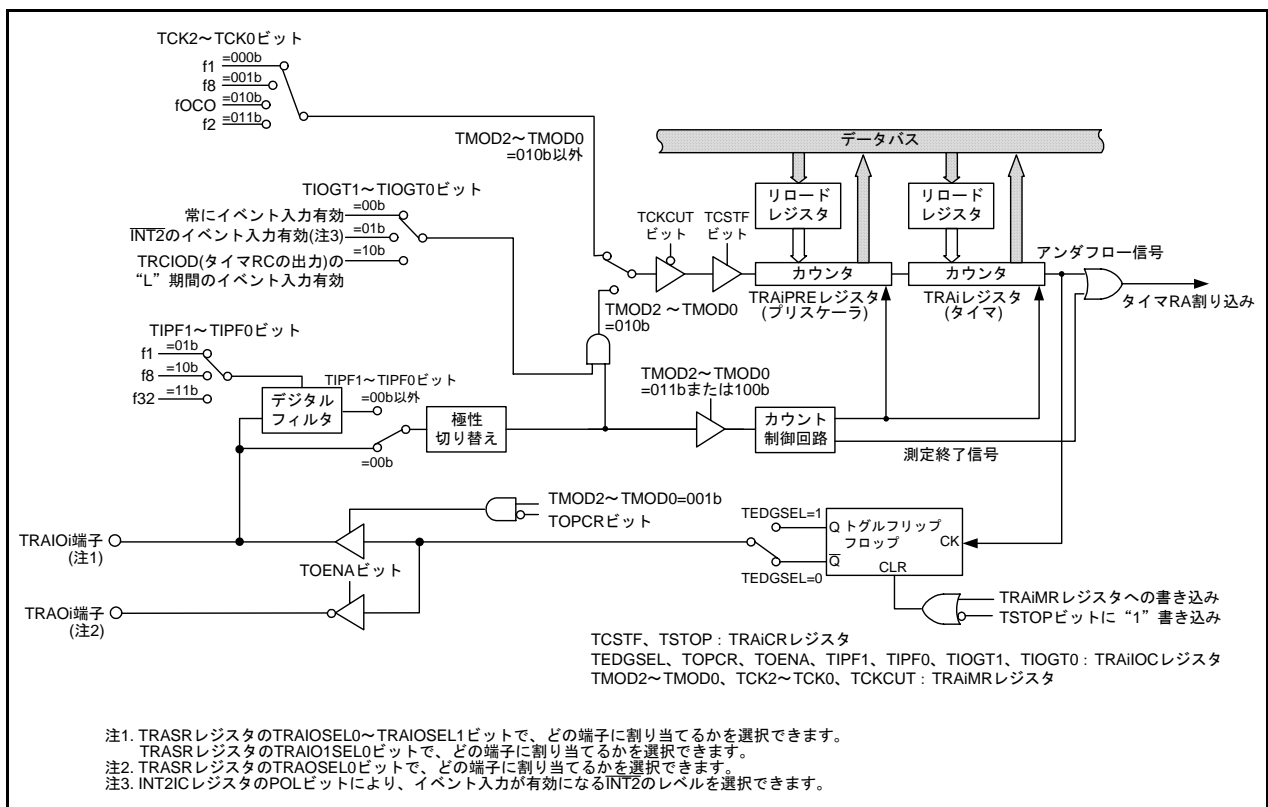 TCK2～TCK0ビット
f1 =000b
f8 =001b
fOCO =010b
f2 =011b
TMOD2～TMOD0
=010b以外
データバス
TIOGT1～TIOGT0ビット
常にイベント入力有効 =00b
INT2のイベント入力有効(注3) =01b
TRCIOD(タイマRCの出力)の =10b
“L”期間のイベント入力有効
TCKCUT
ビット
TCSTF
ビット
リロード
レジスタ
リロード
レジスタ
カウンタ
カウンタ
アンダフロー信号
TRAiPREレジスタ
(プリスケーラ)
TRAiレジスタ
(タイマ)
タイマRA割り込み
TMOD2～TMOD0
=010b
TIPF1～TIPF0ビット
f1 =01b
f8 =10b
f32 =11b
デジタル
フィルタ
TIPF1～TIPF0ビット
=00b以外
=00b
極性
切り替え
TMOD2～TMOD0
=011bまたは100b
カウント
制御回路
測定終了信号
TMOD2～TMOD0=001b
TOPCRビット
TRAIOi端子
(注1)
TOENAビット
TRAOi端子
(注2)
TEDGSEL=1
TEDGSEL=0
Q トグルフリップ
フロップ
CK
Q
CLR
TRAiMRレジスタへの書き込み
TSTOPビットに“1”書き込み
TCSTF、TSTOP：TRAiCRレジスタ
TEDGSEL、TOPCR、TOENA、TIPF1、TIPF0、TIOGT1、TIOGT0：TRAiIOCレジスタ
TMOD2～TMOD0、TCK2～TCK0、TCKCUT：TRAiMRレジスタ
注1. TRASRレジスタのTRAIOSEL0～TRAIOSEL1ビットで、どの端子に割り当てるかを選択できます。
TRASRレジスタのTRAIO1SEL0ビットで、どの端子に割り当てるかを選択できます。
注2. TRASRレジスタのTRAOSEL0ビットで、どの端子に割り当てるかを選択できます。
注3. INT2ICレジスタのPOLビットにより、イベント入力が有効になるINT2のレベルを選択できます。